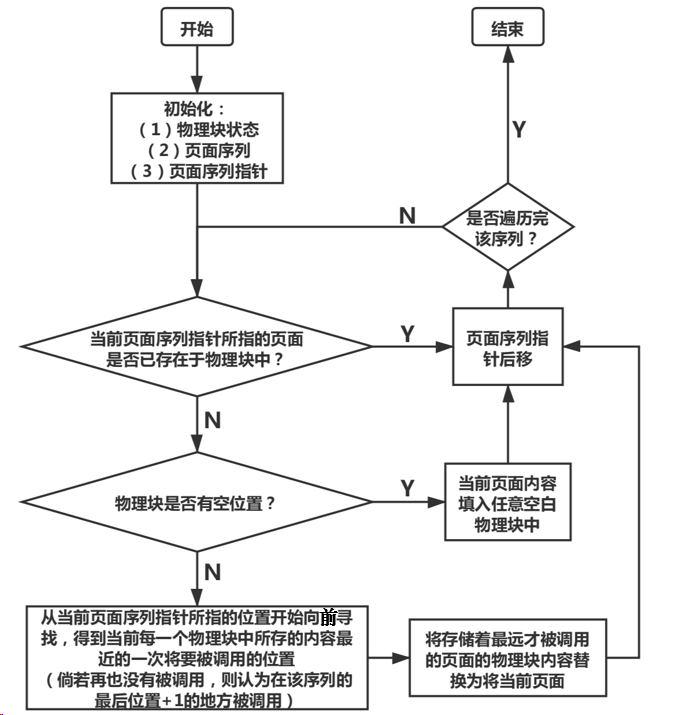 开始
结束
初始化：
（1）物理块状态
（2）页面序列
（3）页面序列指针
Y
N
是否遍历完
该序列？
当前页面序列指针所指的页面
是否已存在于物理块中？
Y
页面序列指
针后移
N
物理块是否有空位置？
Y
当前页面内容
填入任意空白
物理块中
N
从当前页面序列指针所指的位置开始向前寻
找，得到当前每一个物理块中所存的内容最
近的一次将要被调用的位置
（倘若再也没有被调用，则认为在该序列的
最后位置+1的地方被调用）
将存储着最远才被调用
的页面的物理块内容替
换为将当前页面